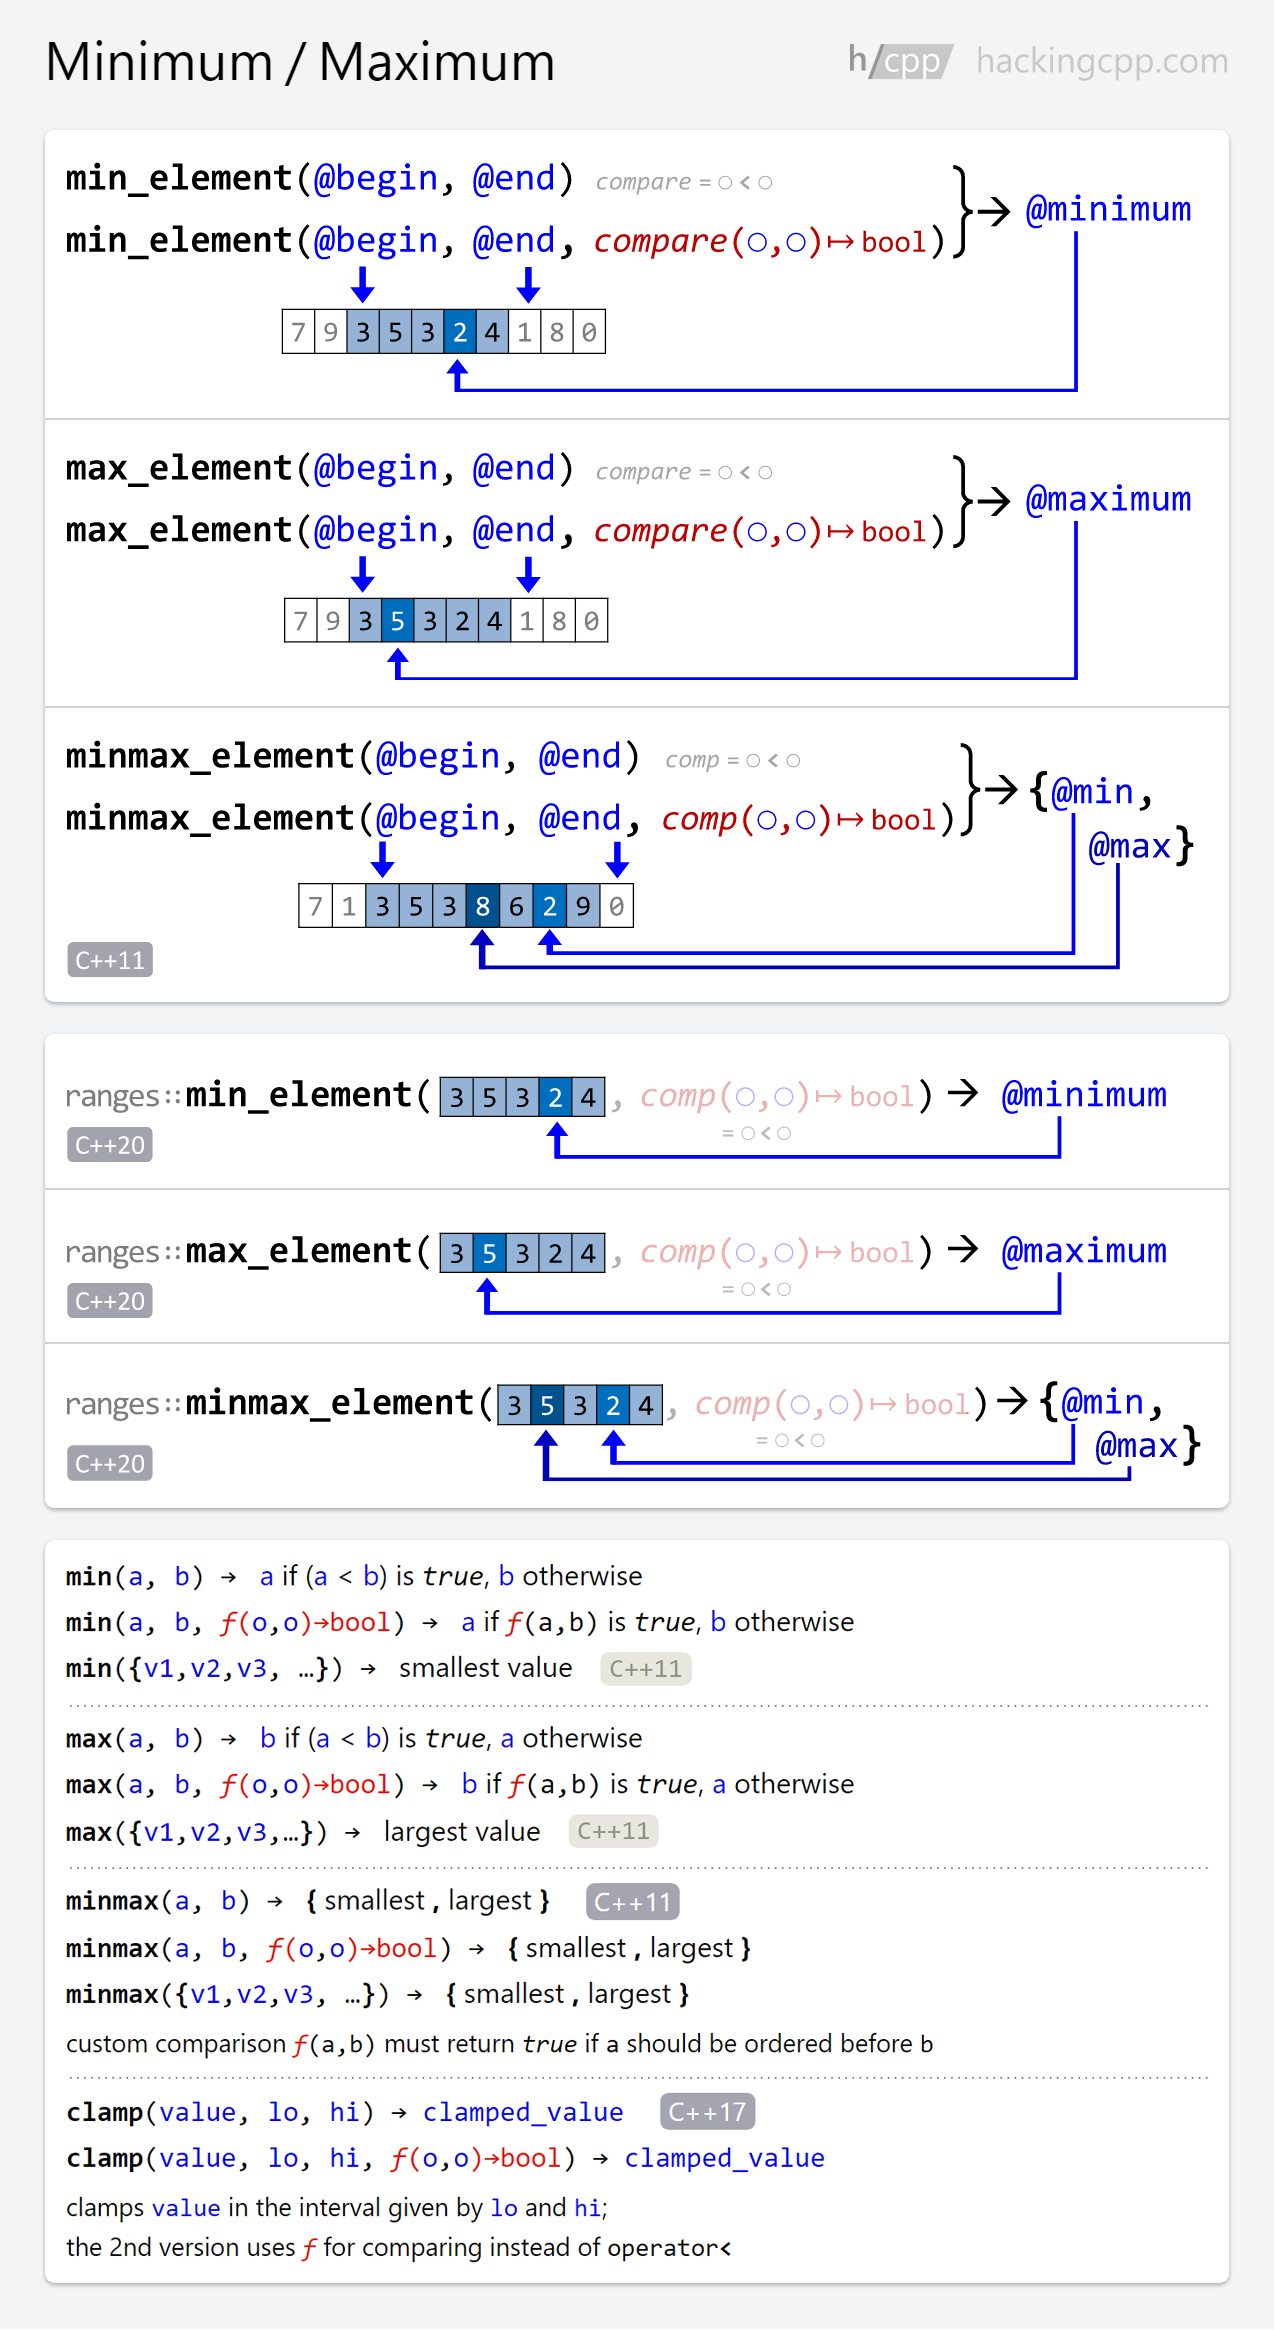 Minimum / Maximum
h/cpp hackingcpp.com
min_element(@begin, @end) compare = ○ < ○
min_element(@begin, @end, compare(○,○)↦bool)
→ @minimum
7 9 3 5 3 2 4 1 8 0
max_element(@begin, @end) compare = ○ < ○
max_element(@begin, @end, compare(○,○)↦bool)
→ @maximum
7 9 3 5 3 2 4 1 8 0
minmax_element(@begin, @end) comp = ○ < ○
minmax_element(@begin, @end, comp(○,○)↦bool)
→ {@min,
@max}
7 1 3 5 3 8 6 2 9 0
C++11
ranges::min_element( 3 5 3 2 4 , comp(○,○)↦bool) → @minimum
= ○ < ○
C++20
ranges::max_element( 3 5 3 2 4 , comp(○,○)↦bool) → @maximum
= ○ < ○
C++20
ranges::minmax_element( 3 5 3 2 4 , comp(○,○)↦bool) → {@min,
@max}
= ○ < ○
C++20
min(a, b) → a if (a < b) is true, b otherwise
min(a, b, f(o,o)→bool) → a if f(a,b) is true, b otherwise
min({v1,v2,v3, …}) → smallest value C++11
max(a, b) → b if (a < b) is true, a otherwise
max(a, b, f(o,o)→bool) → b if f(a,b) is true, a otherwise
max({v1,v2,v3,…}) → largest value C++11
minmax(a, b) → { smallest , largest } C++11
minmax(a, b, f(o,o)→bool) → { smallest , largest }
minmax({v1,v2,v3, …}) → { smallest , largest }
custom comparison f(a,b) must return true if a should be ordered before b
clamp(value, lo, hi) → clamped_value C++17
clamp(value, lo, hi, f(o,o)→bool) → clamped_value
clamps value in the interval given by lo and hi;
the 2nd version uses f for comparing instead of operator<